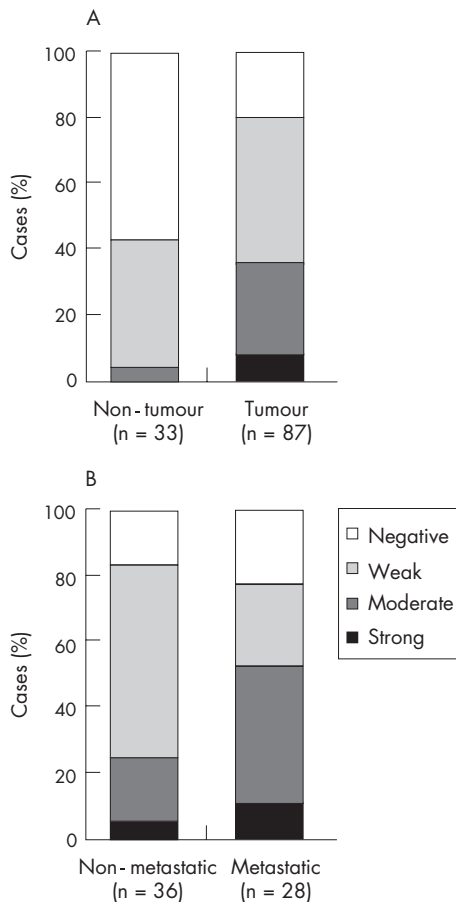 A
100
80
60
40
20
0
Cases (%)
Non-tumour
(n = 33)
Tumour
(n = 87)
B
100
80
60
40
20
0
Cases (%)
Non-metastatic
(n = 36)
Metastatic
(n = 28)
Negative
Weak
Moderate
Strong